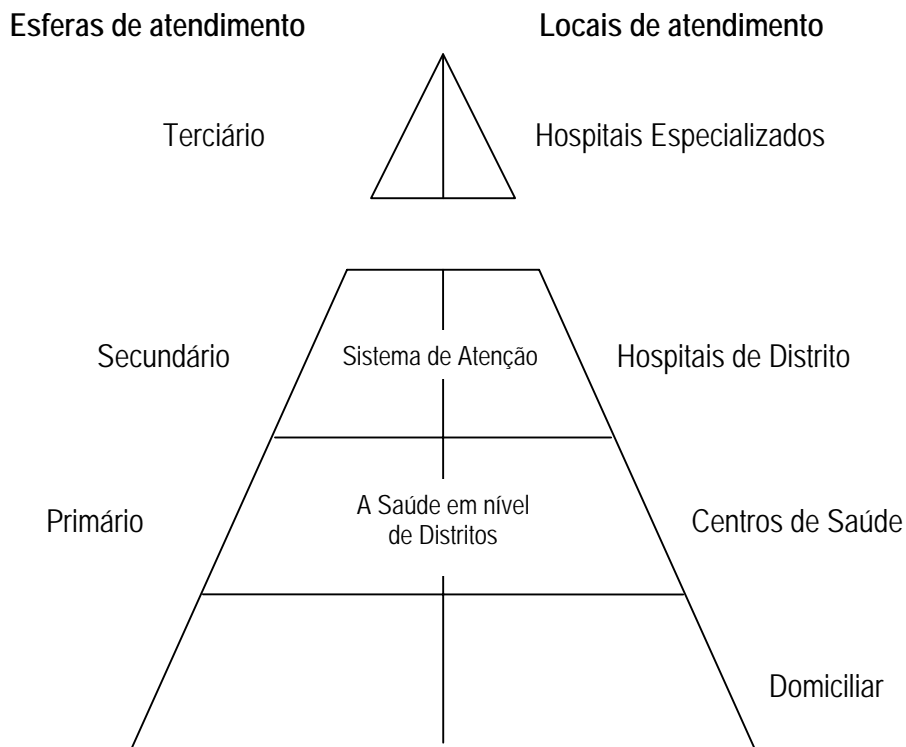 Esferas de atendimento
Locais de atendimento
Terciário
Hospitais Especializados
Secundário
Sistema de Atenção
Hospitais de Distrito
Primário
A Saúde em nível
de Distritos
Centros de Saúde
Domiciliar